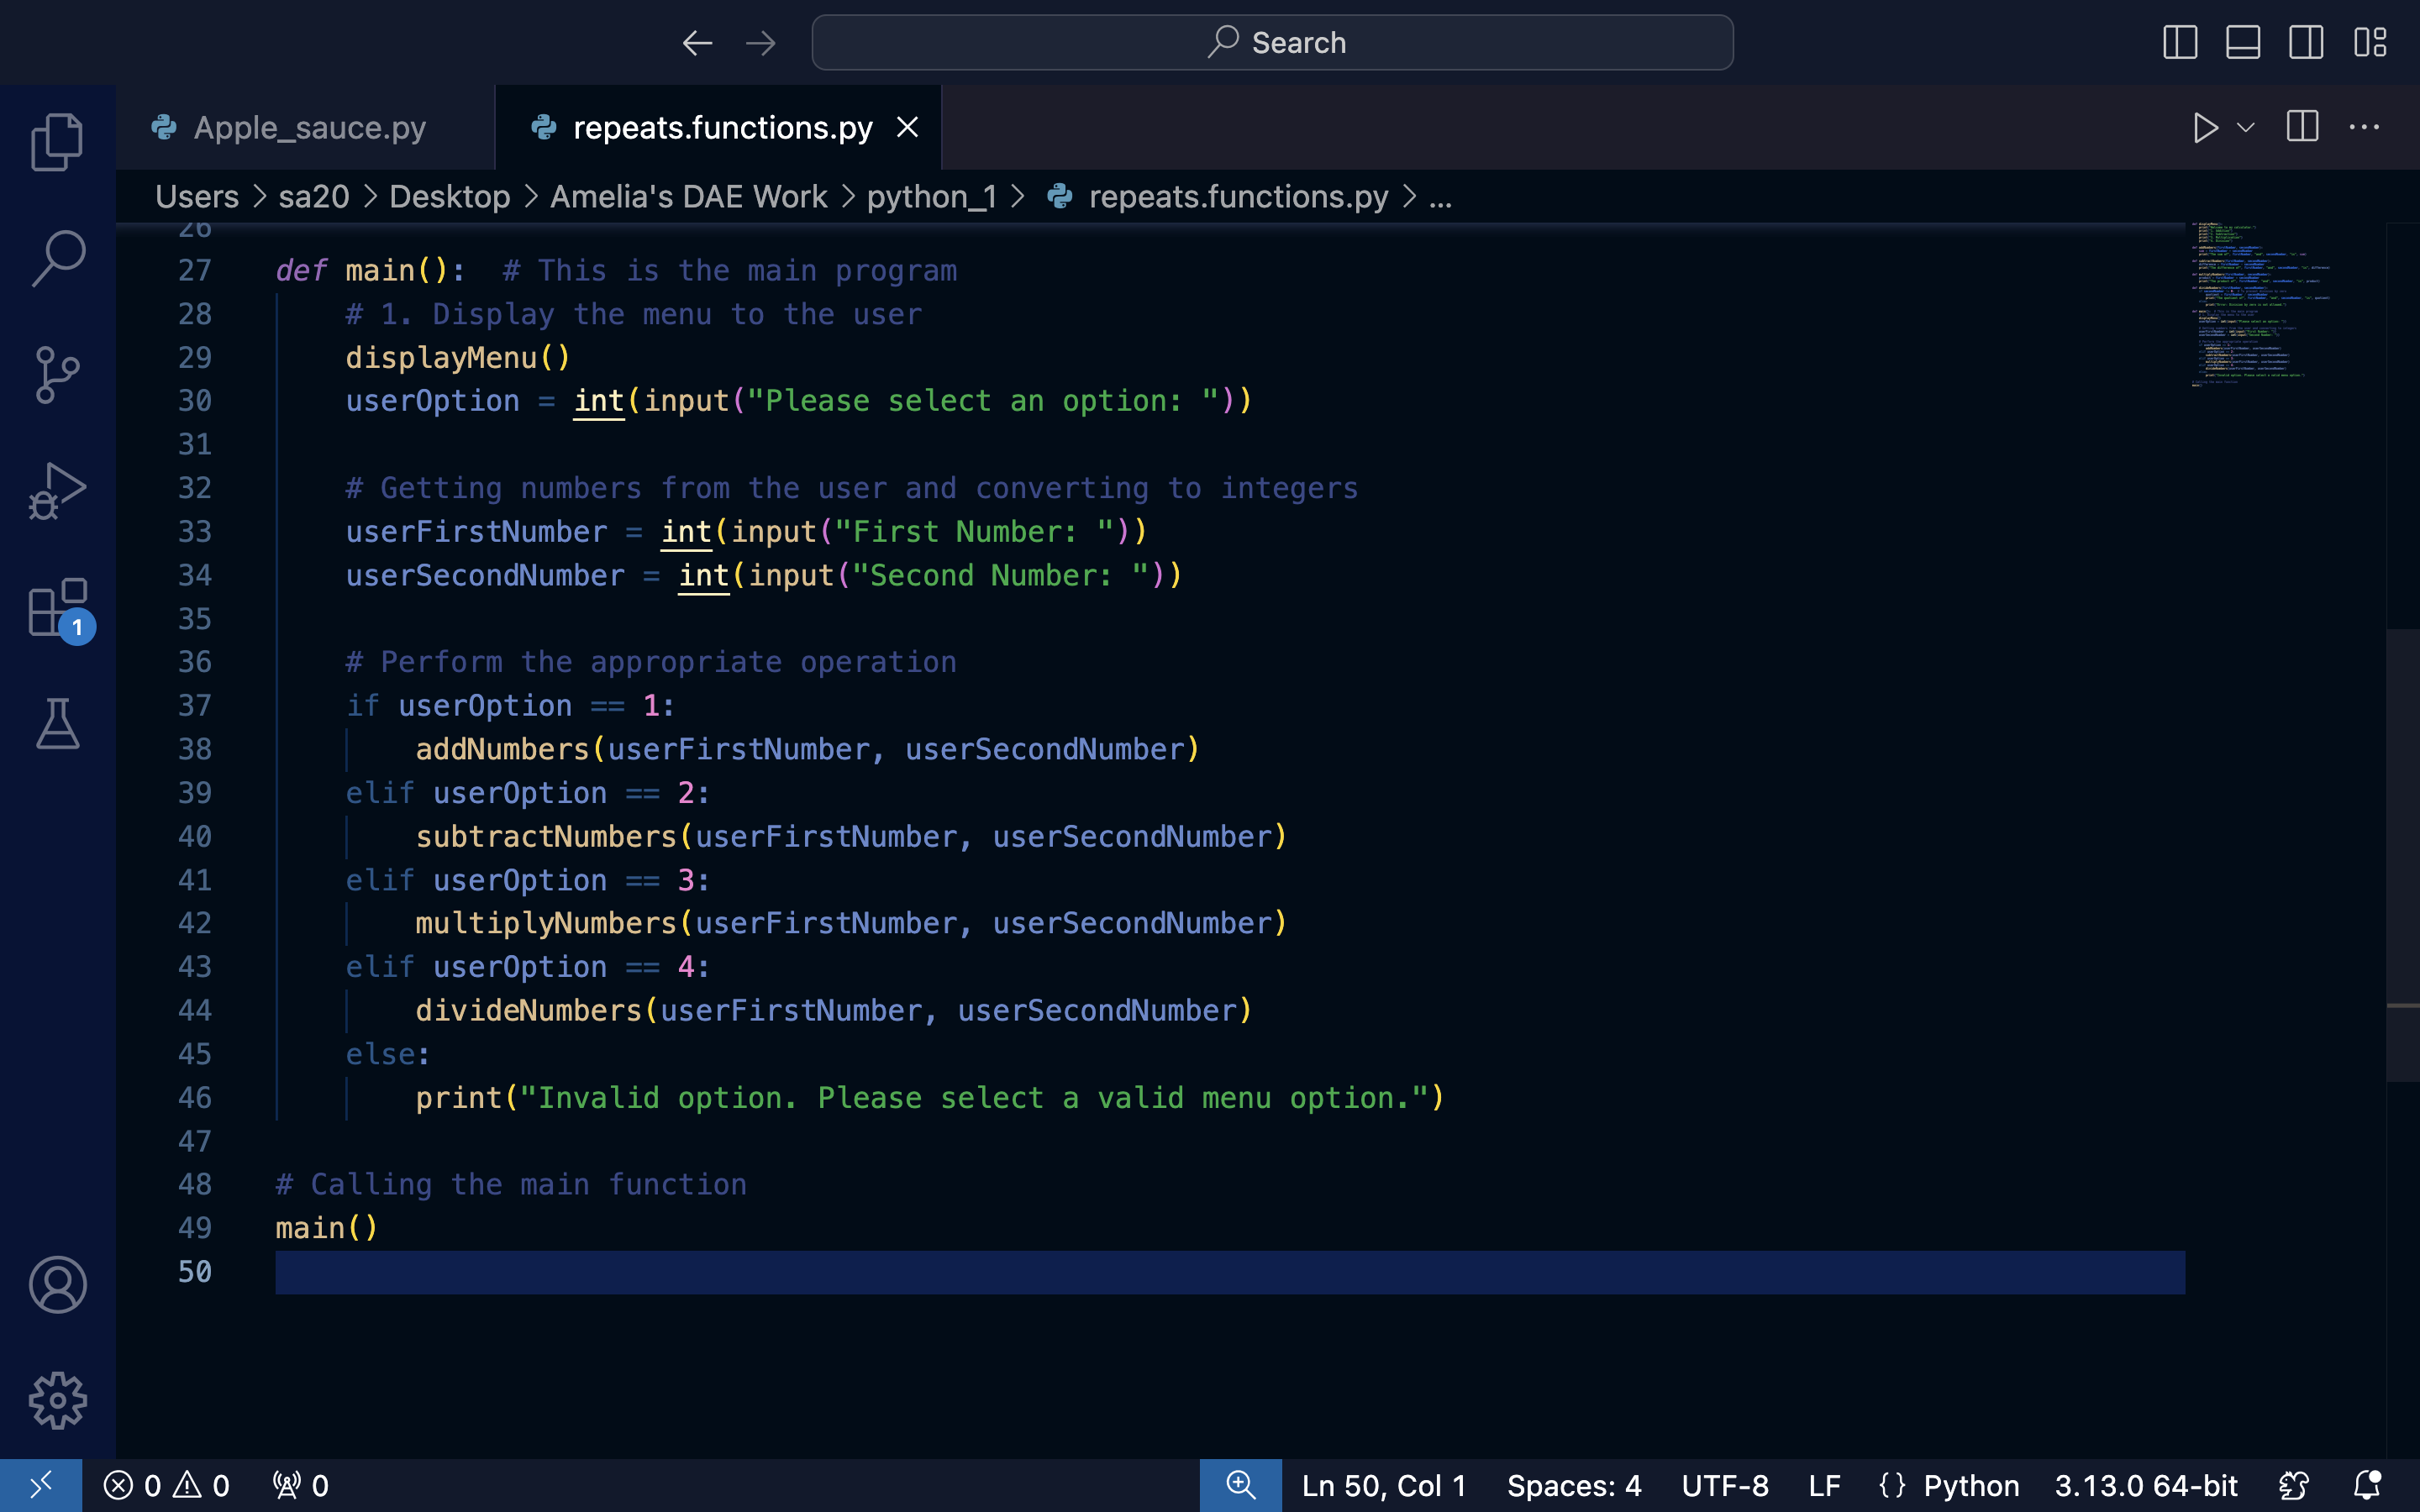 Search
Apple_sauce.py
repeats.functions.py
Users > sa20 > Desktop > Amelia's DAE Work > python_1 > repeats.functions.py > ...
26
27 def main():  # This is the main program
28     # 1. Display the menu to the user
29     displayMenu()
30     userOption = int(input("Please select an option: "))
31
32     # Getting numbers from the user and converting to integers
33     userFirstNumber = int(input("First Number: "))
34     userSecondNumber = int(input("Second Number: "))
35
36     # Perform the appropriate operation
37     if userOption == 1:
38         addNumbers(userFirstNumber, userSecondNumber)
39     elif userOption == 2:
40         subtractNumbers(userFirstNumber, userSecondNumber)
41     elif userOption == 3:
42         multiplyNumbers(userFirstNumber, userSecondNumber)
43     elif userOption == 4:
44         divideNumbers(userFirstNumber, userSecondNumber)
45     else:
46         print("Invalid option. Please select a valid menu option.")
47
48 # Calling the main function
49 main()
50
1
0 0 0 Ln 50, Col 1 Spaces: 4 UTF-8 LF {} Python 3.13.0 64-bit